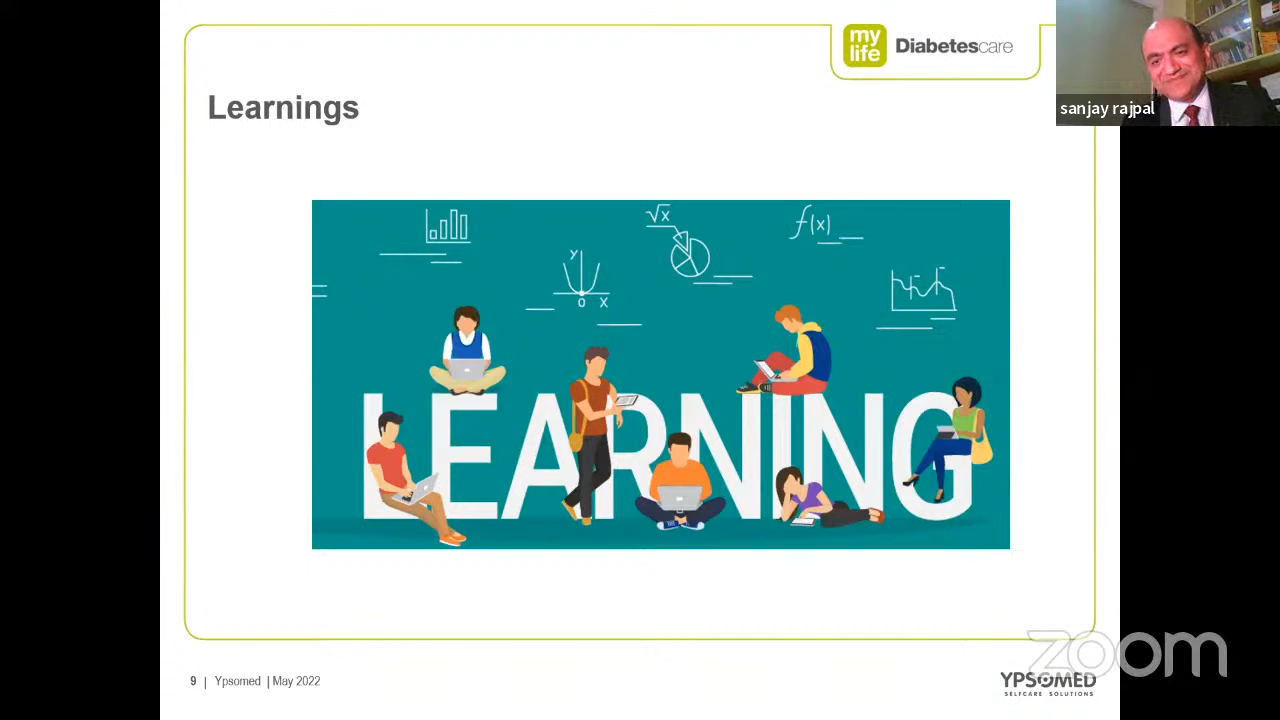 my
life
Diabetescare
sanjay rajpal
Learnings
√x
f(x)
y
0 x
LEARNING
9 | Ypsomed | May 2022
zoom
YPSOMED
SELFCARE SOLUTIONS